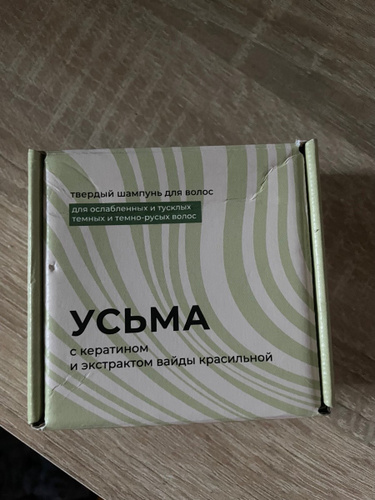 твердый шампунь для волос
для ослабленных и тусклых
темных и темно-русых волос
УСЬМА
с кератином
и экстрактом вайды красильной